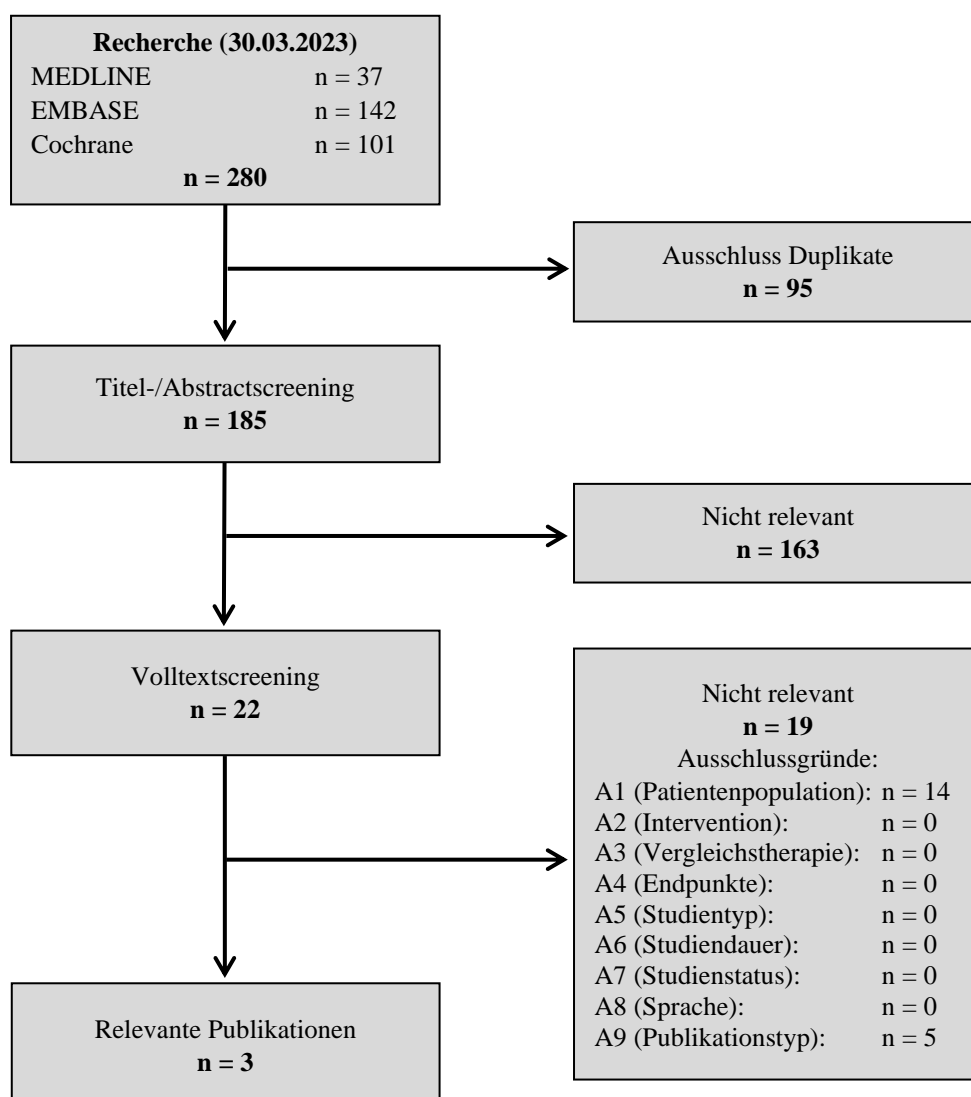 Recherche (30.03.2023)
MEDLINE n = 37
EMBASE n = 142
Cochrane n = 101
n = 280
Ausschluss Duplikate
n = 95
Titel-/Abstractscreening
n = 185
Nicht relevant
n = 163
Volltextscreening
n = 22
Nicht relevant
n = 19
Ausschlussgründe:
A1 (Patientenpopulation): n = 14
A2 (Intervention): n = 0
A3 (Vergleichstherapie): n = 0
A4 (Endpunkte): n = 0
A5 (Studientyp): n = 0
A6 (Studiendauer): n = 0
A7 (Studienstatus): n = 0
A8 (Sprache): n = 0
A9 (Publikationstyp): n = 5
Relevante Publikationen
n = 3